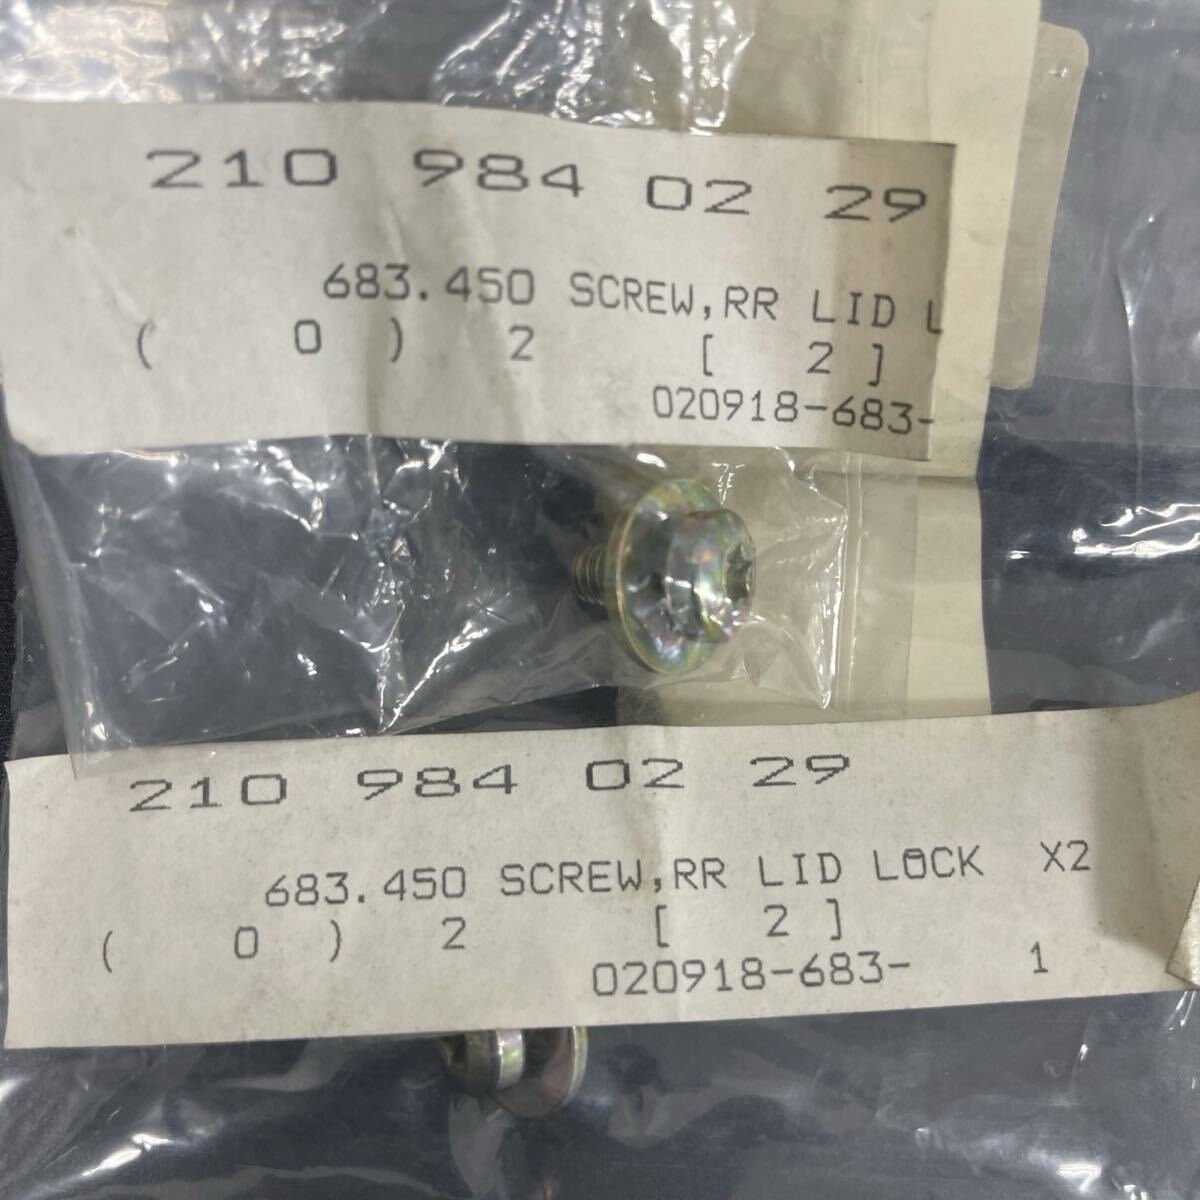 210 984 02 29
683.450 SCREW,RR LID L
( 0 ) 2 [ 2 ]
020918-683-
210 984 02 29
683.450 SCREW,RR LID LOCK X2
( 0 ) 2 [ 2 ]
020918-683- 1